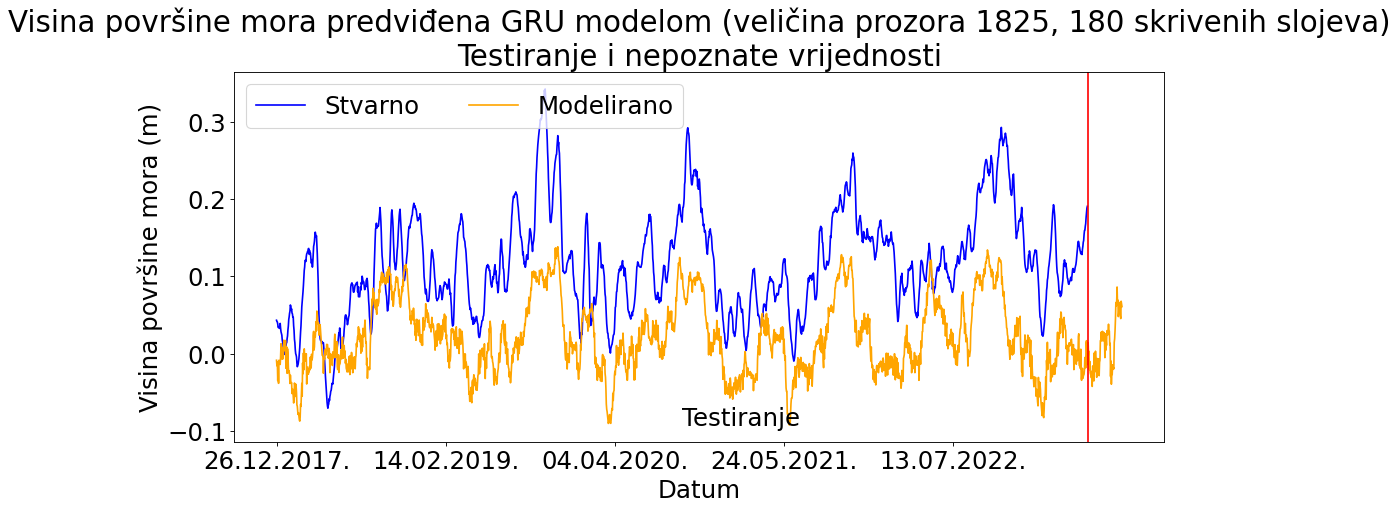 Visina površine mora predviđena GRU modelom (veličina prozora 1825, 180 skrivenih slojeva)
Testiranje i nepoznate vrijednosti
Stvarno
Modelirano
Visina površine mora (m)
0.3
0.2
0.1
0.0
−0.1
Testiranje
26.12.2017.
14.02.2019.
04.04.2020.
24.05.2021.
13.07.2022.
Datum